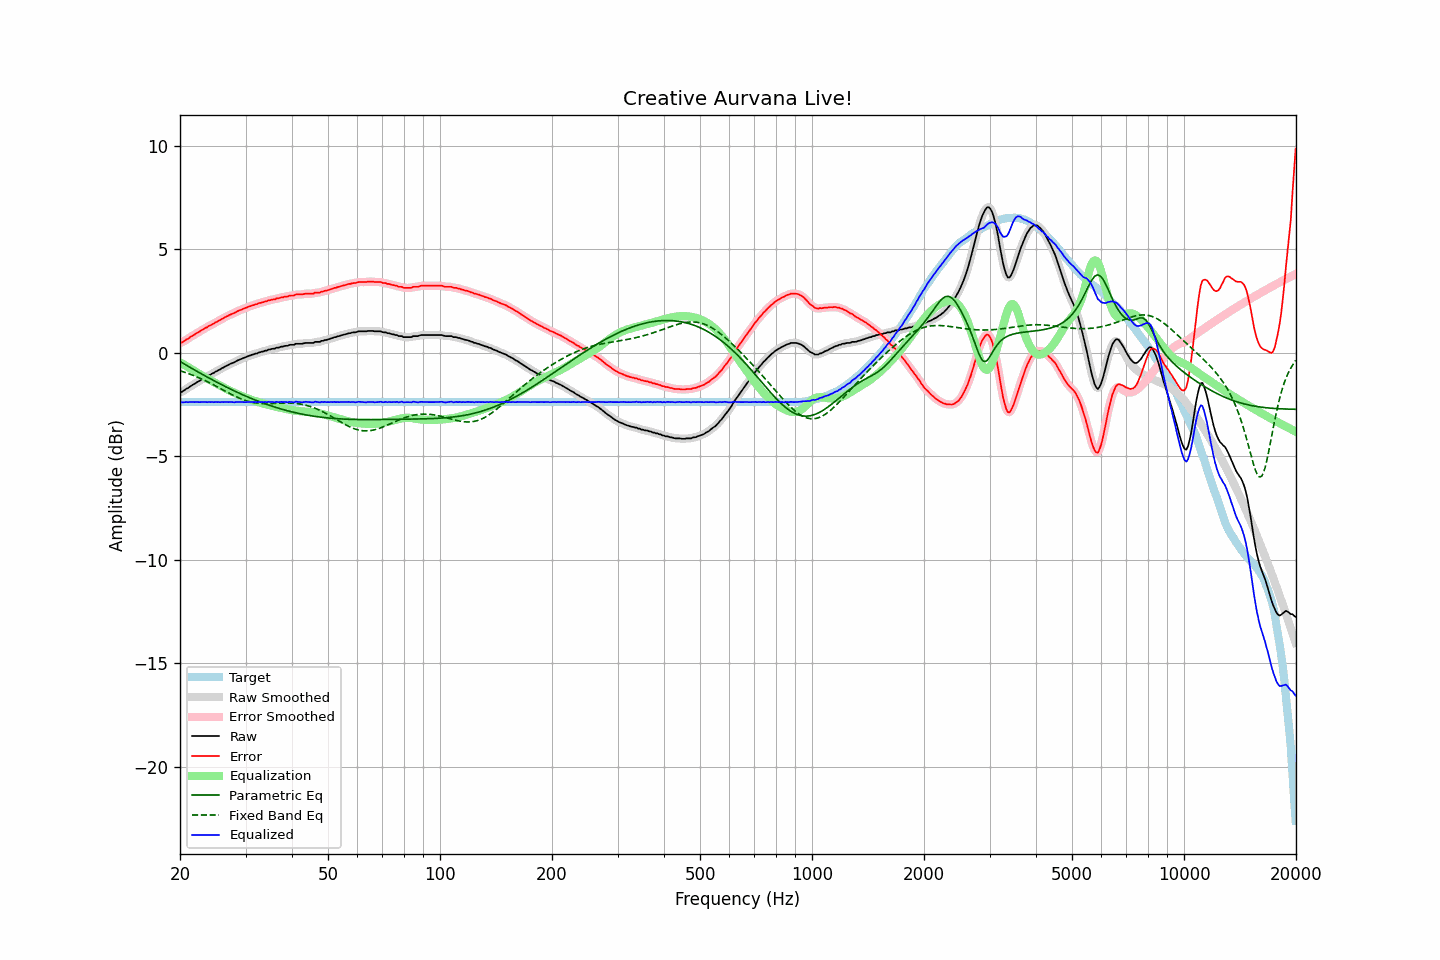 Creative Aurvana Live!
10
5
0
−5
−10
−15
−20
Amplitude (dBr)
Target
Raw Smoothed
Error Smoothed
Raw
Error
Equalization
Parametric Eq
Fixed Band Eq
Equalized
20 50 100 200 500 1000 2000 5000 10000 20000
Frequency (Hz)